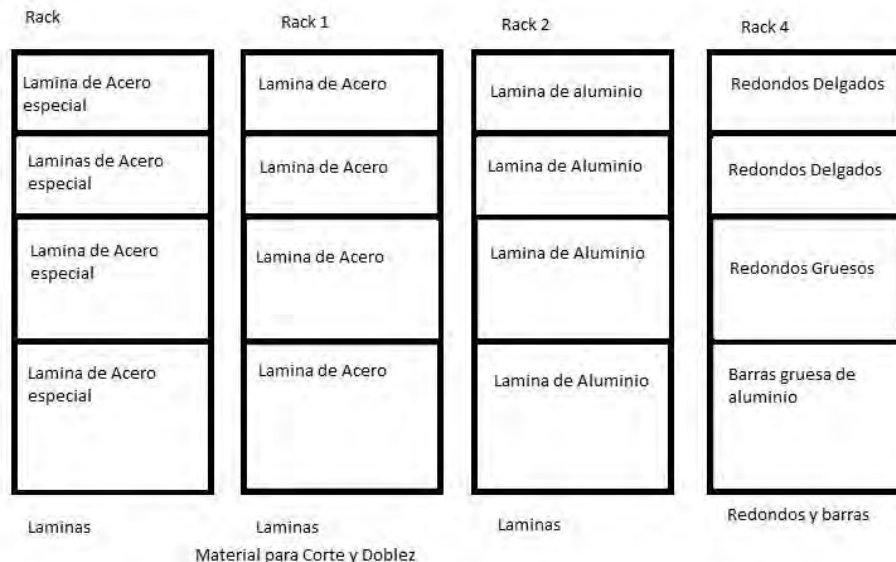 Rack
Rack 1
Rack 2
Rack 4
Lamina de Acero
especial
Lamina de Acero
Lamina de aluminio
Redondos Delgados
Laminas de Acero
especial
Lamina de Acero
Lamina de Aluminio
Redondos Delgados
Lamina de Acero
especial
Lamina de Acero
Lamina de Aluminio
Redondos Gruesos
Lamina de Acero
especial
Lamina de Acero
Lamina de Aluminio
Barras gruesa de
aluminio
Laminas
Laminas
Laminas
Redondos y barras
Material para Corte y Doblez